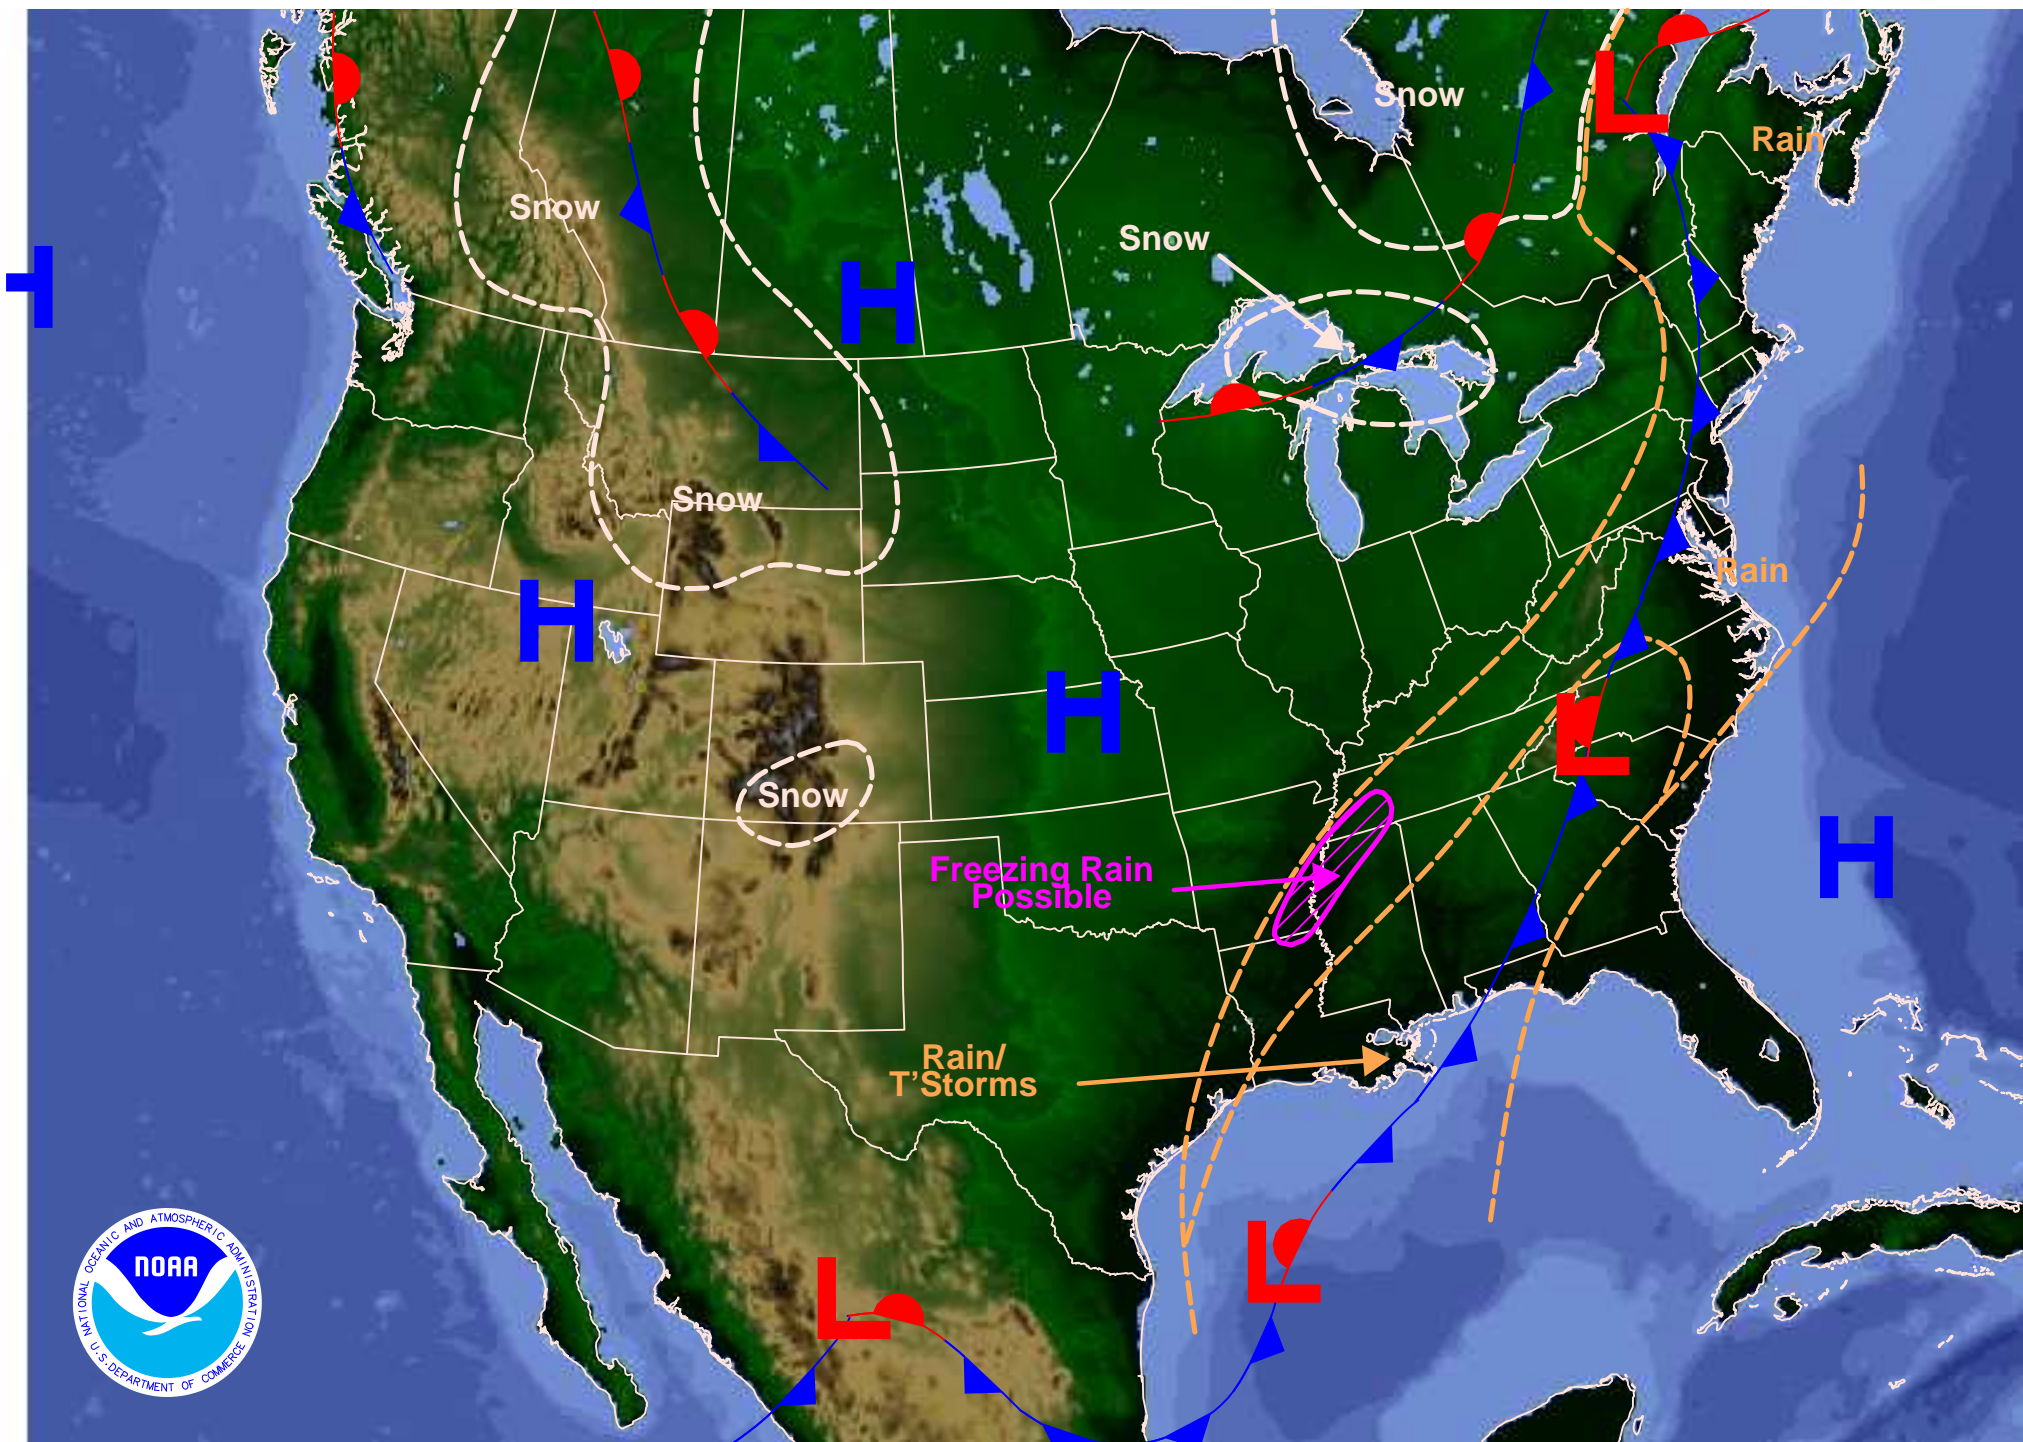 Snow
Rain
Snow
Snow
H
H
L
Snow
Rain
H
H
L
Snow
Freezing Rain
Possible
H
Rain/
T'Storms
L
L
H
NATIONAL OCEANIC AND ATMOSPHERIC ADMINISTRATION
NOAA
U.S. DEPARTMENT OF COMMERCE